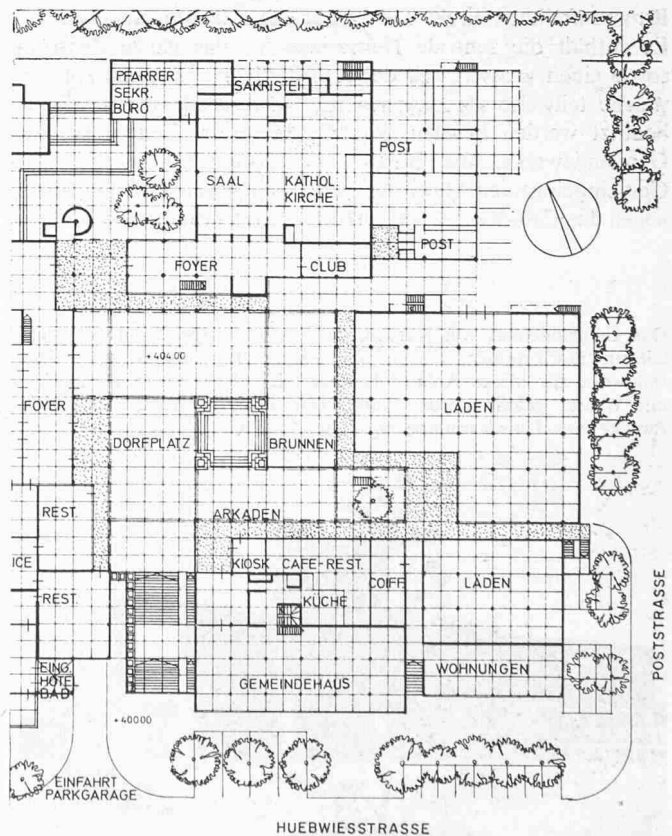 PFARRER
SEKR.
BÜRO
SAKRISTEI
POST
SAAL
KATHOL
KIRCHE
POST
FOYER
CLUB
+404.00
FOYER
LÄDEN
DORFPLATZ
BRUNNEN
REST.
ARKADEN
ICE
KIOSK
CAFE-REST.
COIFF.
LÄDEN
REST.
KÜCHE
EING.
HOTEL
BAD
GEMEINDEHAUS
WOHNUNGEN
POSTSTRASSE
+400.00
EINFAHRT
PARKGARAGE
HUEBWIESSTRASSE